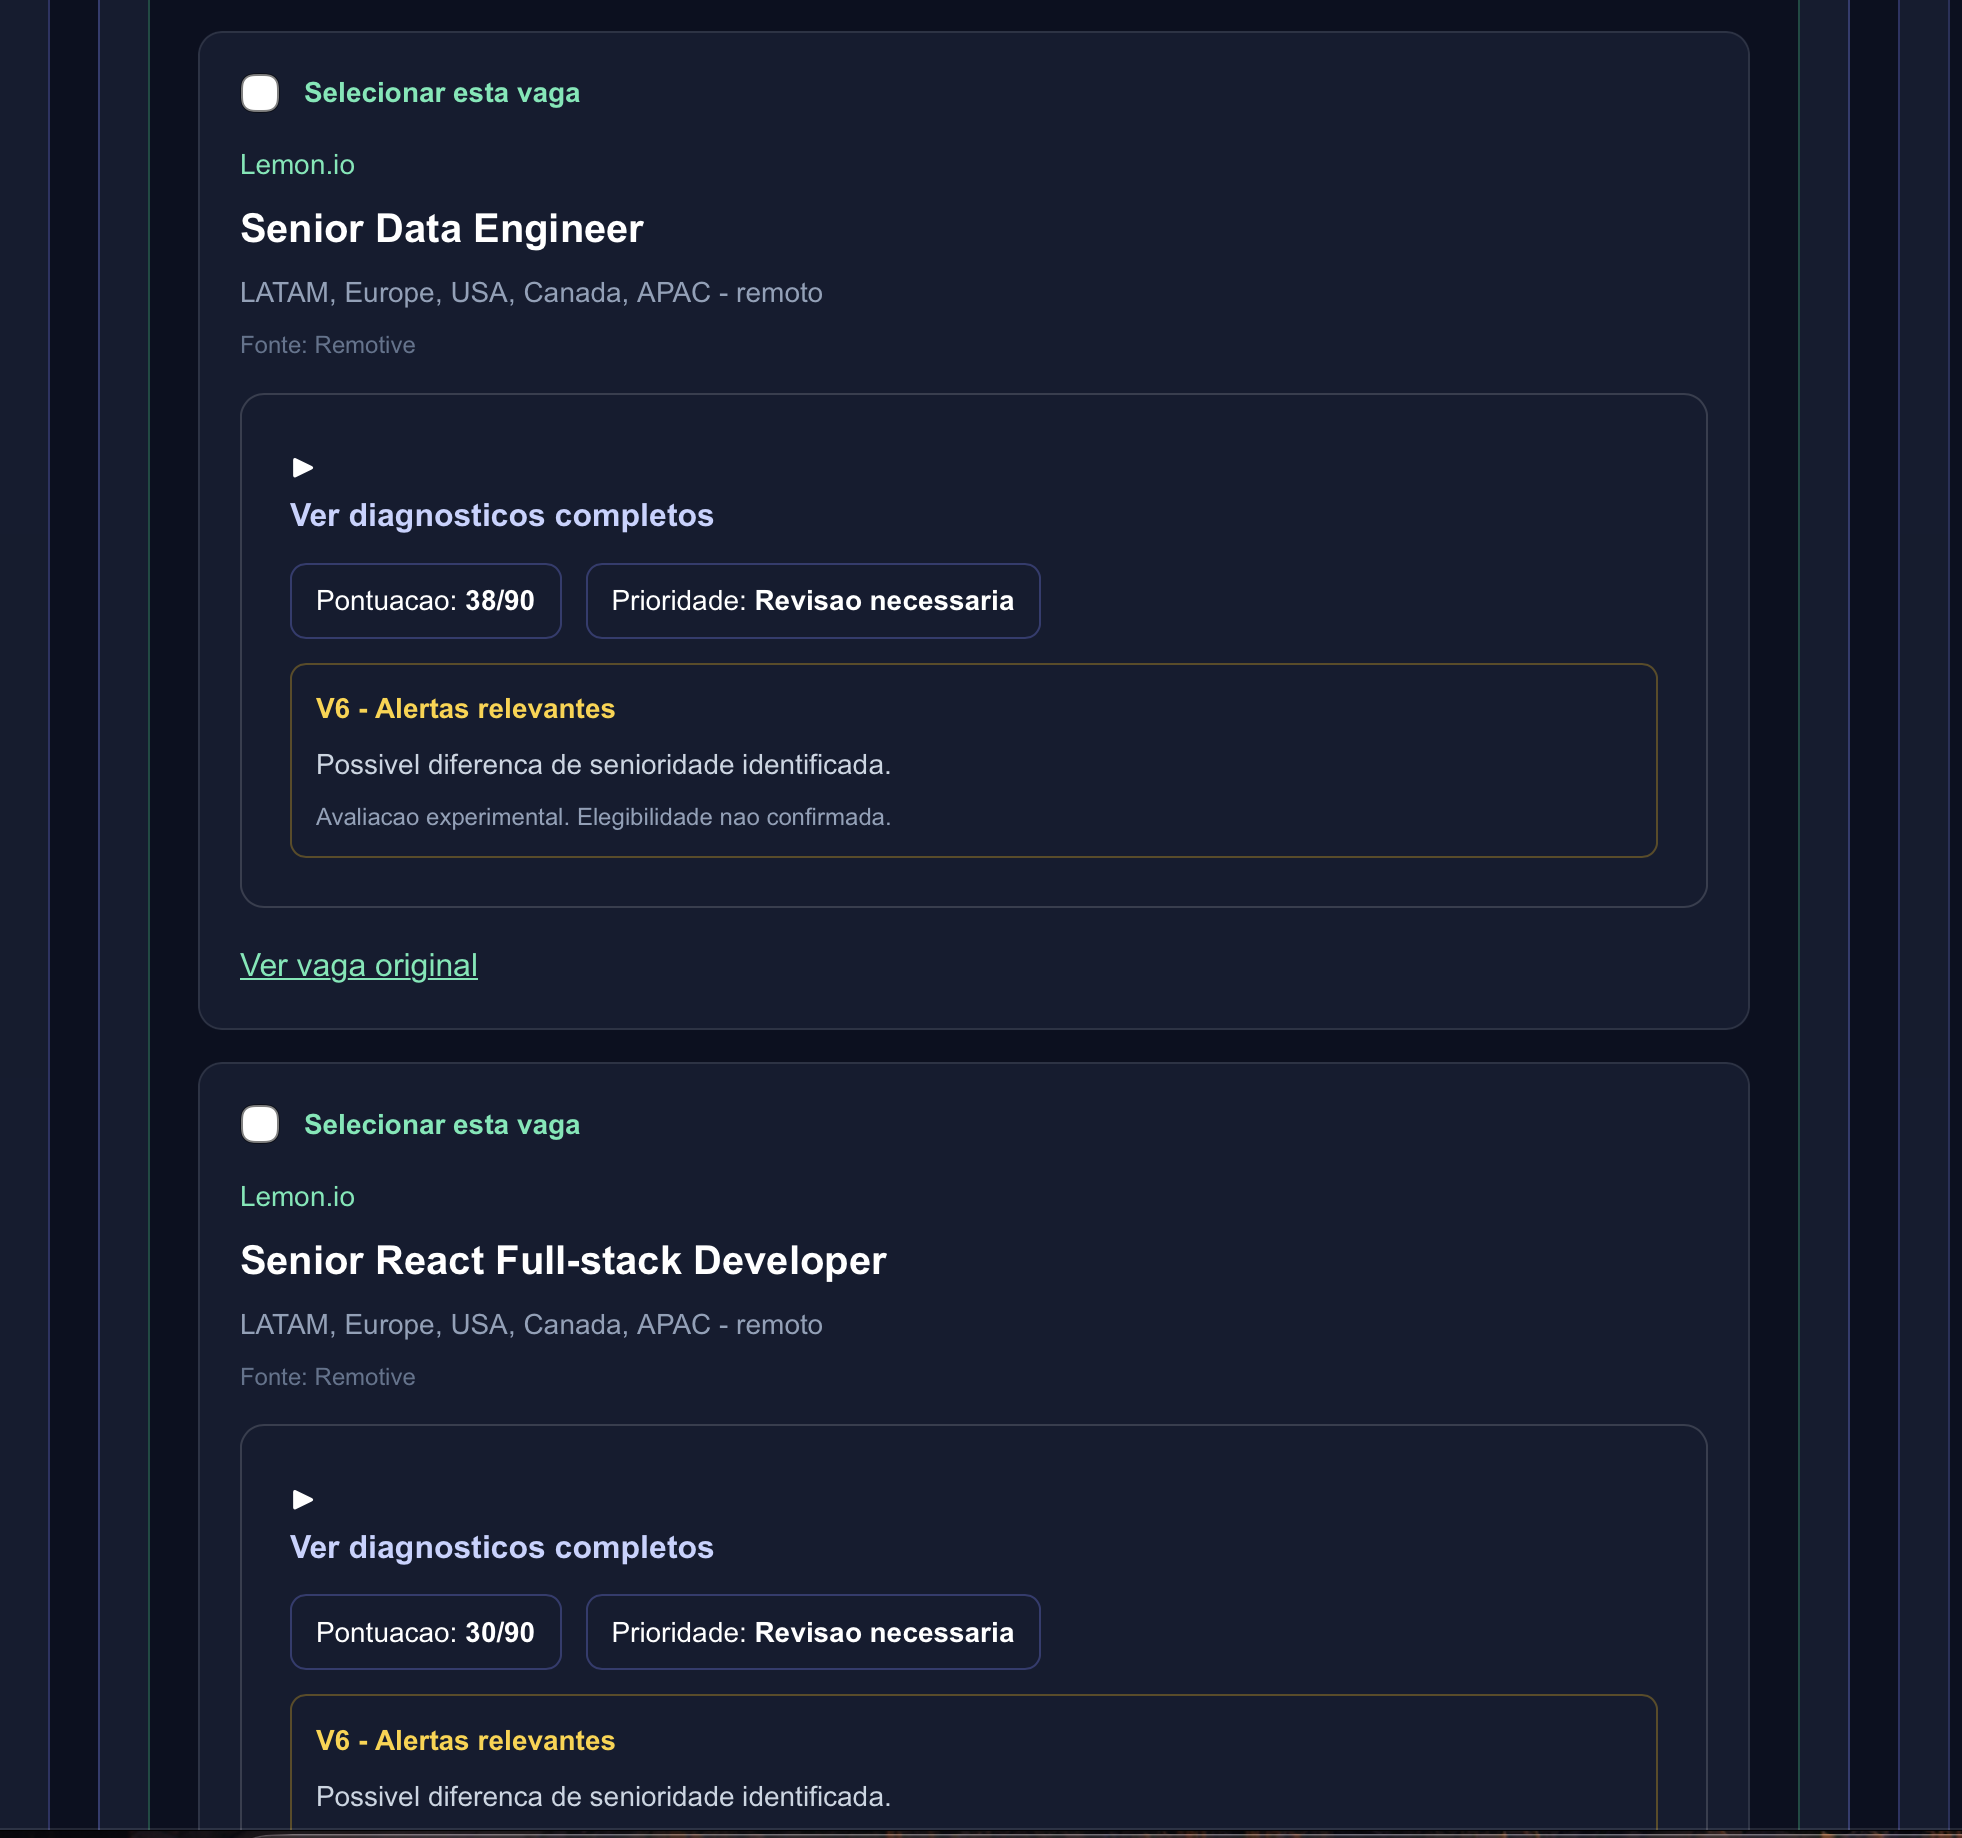 Selecionar esta vaga
Lemon.io
Senior Data Engineer
LATAM, Europe, USA, Canada, APAC - remoto
Fonte: Remotive
Ver diagnosticos completos
Pontuacao: 38/90
Prioridade: Revisao necessaria
V6 - Alertas relevantes
Possivel diferenca de senioridade identificada.
Avaliacao experimental. Elegibilidade nao confirmada.
Ver vaga original
Selecionar esta vaga
Lemon.io
Senior React Full-stack Developer
LATAM, Europe, USA, Canada, APAC - remoto
Fonte: Remotive
Ver diagnosticos completos
Pontuacao: 30/90
Prioridade: Revisao necessaria
V6 - Alertas relevantes
Possivel diferenca de senioridade identificada.